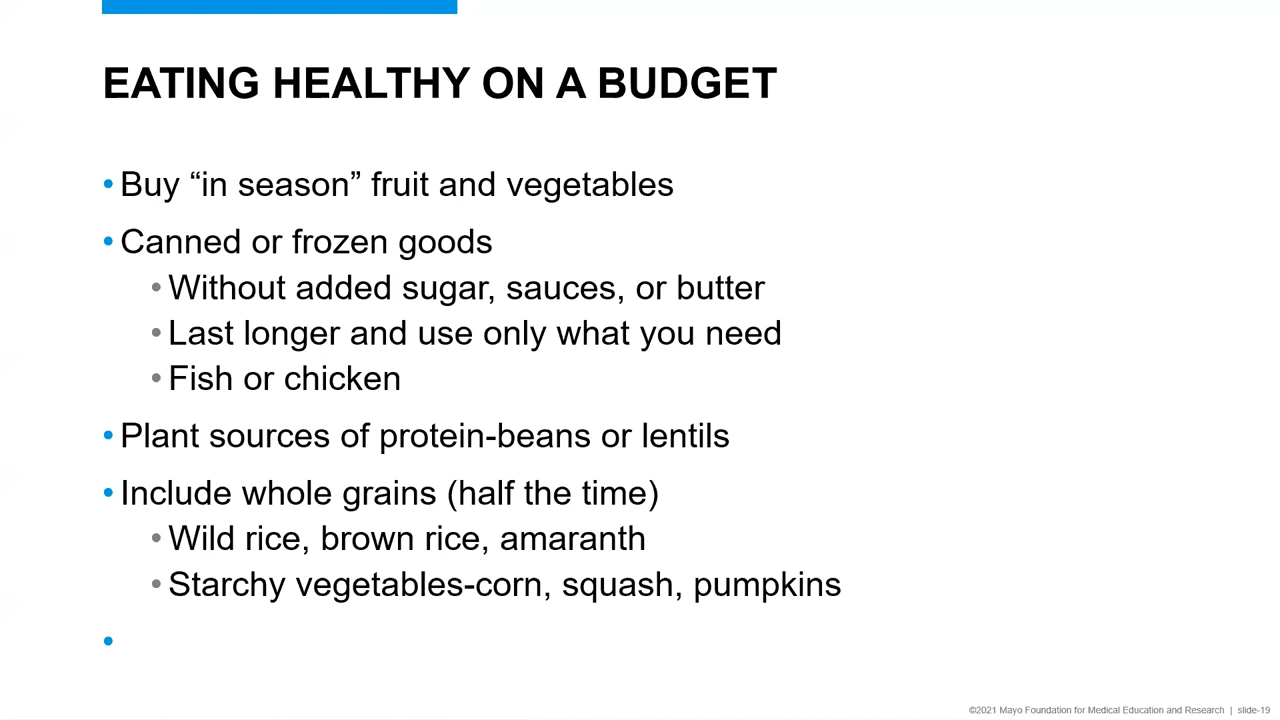 EATING HEALTHY ON A BUDGET
• Buy “in season” fruit and vegetables
• Canned or frozen goods
• Without added sugar, sauces, or butter
• Last longer and use only what you need
• Fish or chicken
• Plant sources of protein-beans or lentils
• Include whole grains (half the time)
• Wild rice, brown rice, amaranth
• Starchy vegetables-corn, squash, pumpkins
•
©2021 Mayo Foundation for Medical Education and Research | slide-19